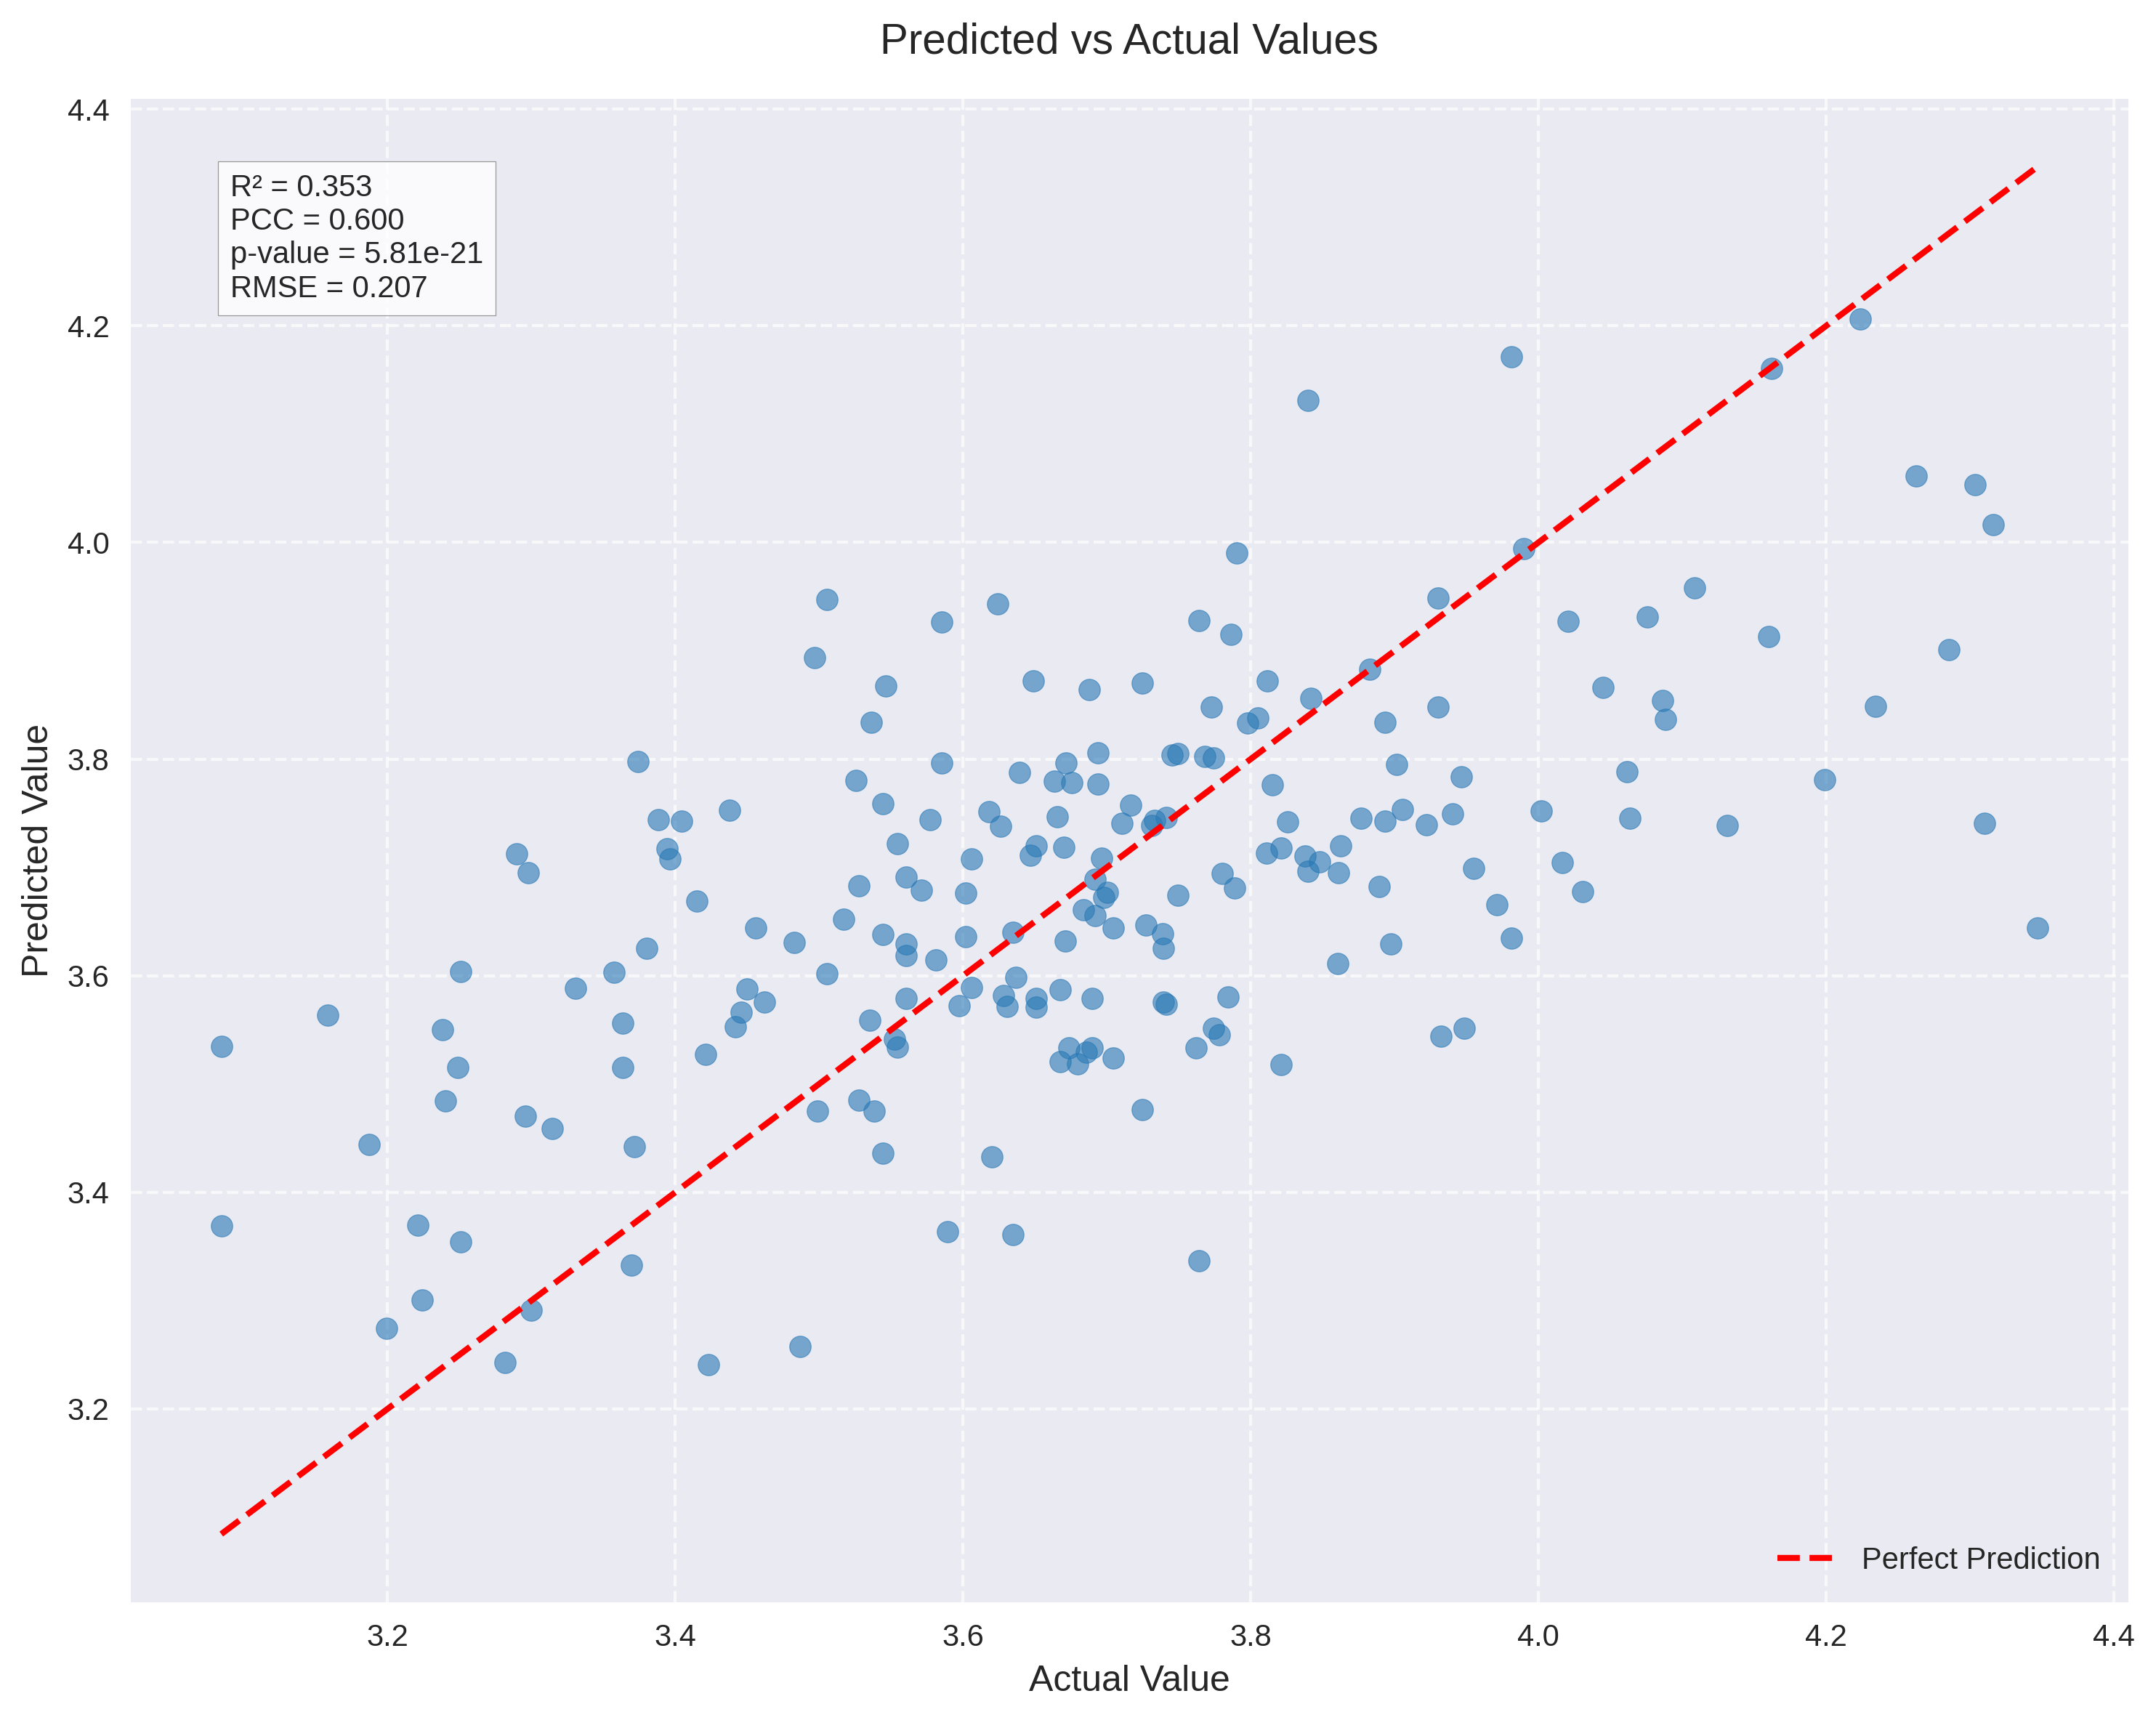 Predicted vs Actual Values
4.4
4.2
4.0
3.8
3.6
3.4
3.2
Predicted Value
R² = 0.353
PCC = 0.600
p-value = 5.81e-21
RMSE = 0.207
Perfect Prediction
3.2 3.4 3.6 3.8 4.0 4.2 4.4
Actual Value